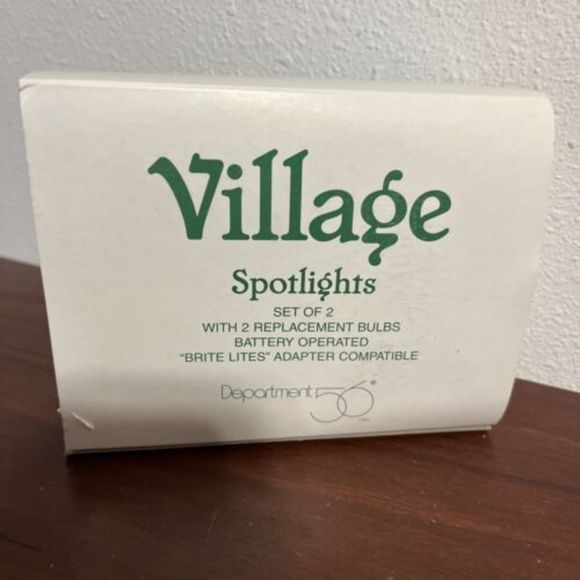 Village
Spotlights
SET OF 2
WITH 2 REPLACEMENT BULBS
BATTERY OPERATED
"BRITE LITES" ADAPTER COMPATIBLE
Department 56®